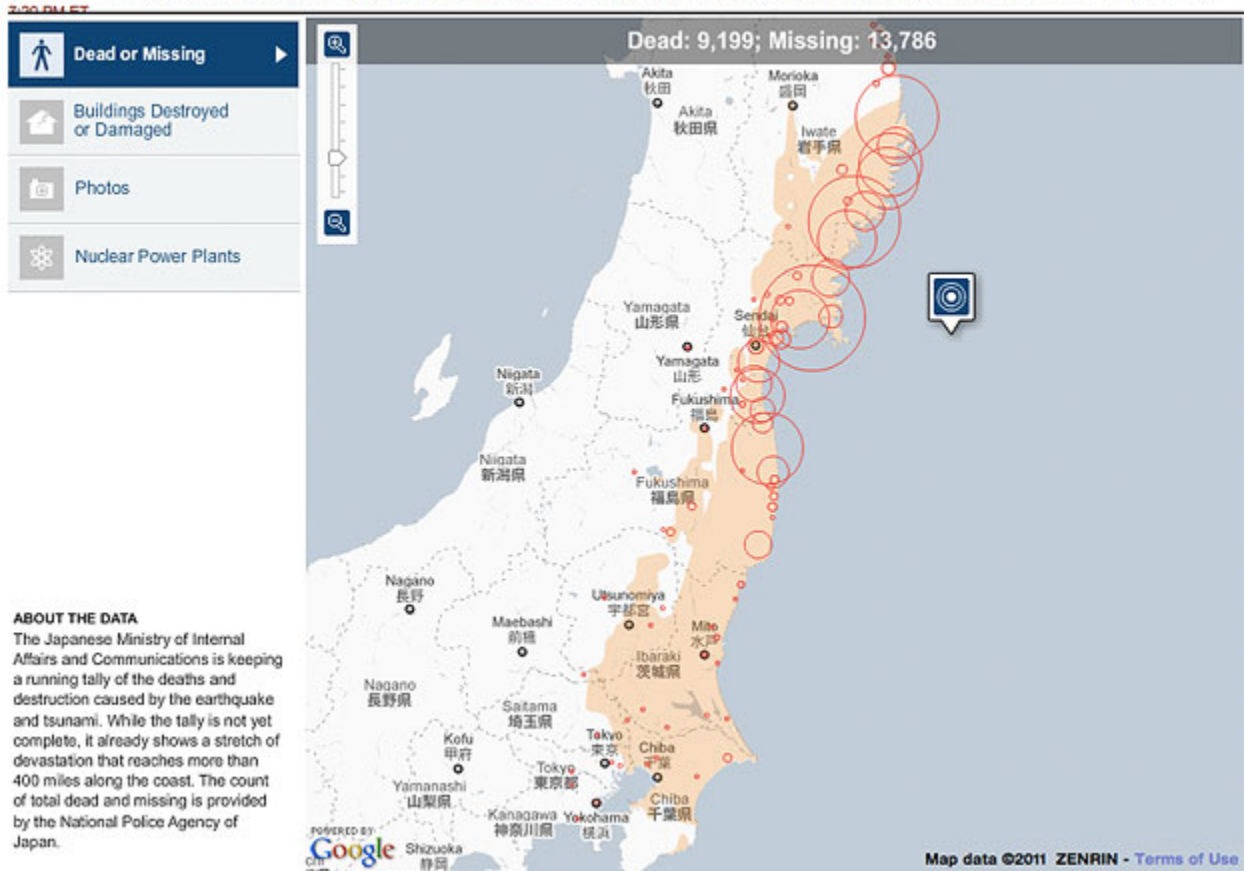 7:20 PM ET
Dead or Missing
Buildings Destroyed
or Damaged
Photos
Nuclear Power Plants
ABOUT THE DATA
The Japanese Ministry of Internal
Affairs and Communications is keeping
a running tally of the deaths and
destruction caused by the earthquake
and tsunami. While the tally is not yet
complete, it already shows a stretch of
devastation that reaches more than
400 miles along the coast. The count
of total dead and missing is provided
by the National Police Agency of
Japan.
Dead: 9,199; Missing: 13,786
Akita
秋田
Morioka
盛岡
Akita
秋田県
Iwate
岩手県
Yamagata
山形県
Sendai
仙台
Yamagata
山形
Niigata
新潟
Fukushima
福島
Niigata
新潟県
Fukushima
福島県
Nagano
長野
Utsunomiya
宇都宮
Maebashi
前橋
Mito
水戸
Ibaraki
茨城県
Nagano
長野県
Saitama
埼玉県
Kofu
甲府
Tokyo
東京
Chiba
千葉
Tokyo
東京都
Yamanashi
山梨県
Chiba
千葉県
Kanagawa
神奈川県
Yokohama
横浜
POWERED BY
Google
Shizuoka
静岡
Map data ©2011 ZENRIN - Terms of Use